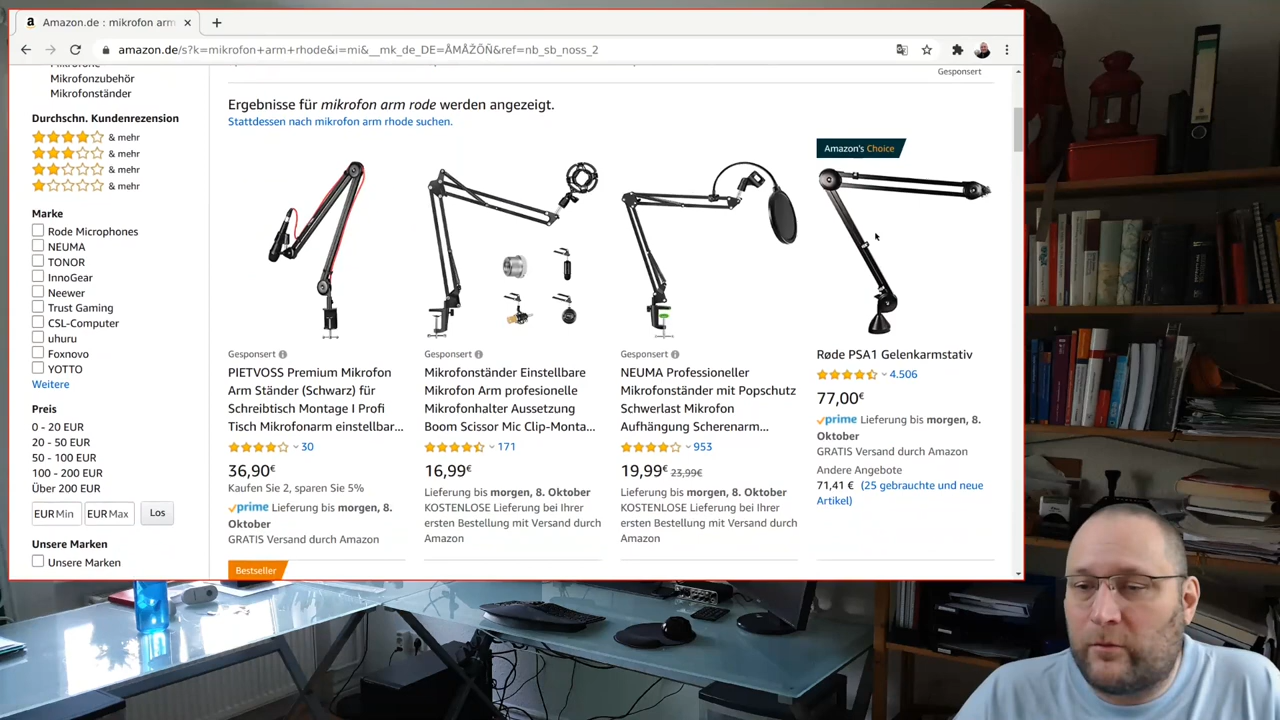 Amazon.de : mikrofon arm
amazon.de/s?k=mikrofon+arm+rhode&i=mi&__mk_de_DE=ÅMÅŽÕÑ&ref=nb_sb_noss_2
Mikrofonzubehör
Mikrofonständer
Durchschn. Kundenrezension
& mehr
& mehr
& mehr
& mehr
Marke
Rode Microphones
NEUMA
TONOR
InnoGear
Neewer
Trust Gaming
CSL-Computer
uhuru
Foxnovo
YOTTO
Weitere
Preis
0 - 20 EUR
20 - 50 EUR
50 - 100 EUR
100 - 200 EUR
Über 200 EUR
EUR Min
EUR Max
Los
Unsere Marken
Unsere Marken
Gesponsert
Ergebnisse für mikrofon arm rode werden angezeigt.
Stattdessen nach mikrofon arm rhode suchen.
Gesponsert
PIETVOSS Premium Mikrofon
Arm Ständer (Schwarz) für
Schreibtisch Montage I Profi
Tisch Mikrofonarm einstellbar...
30
36,90€
Kaufen Sie 2, sparen Sie 5%
prime Lieferung bis morgen, 8.
Oktober
GRATIS Versand durch Amazon
Bestseller
Gesponsert
Mikrofonständer Einstellbare
Mikrofon Arm profesionelle
Mikrofonhalter Aussetzung
Boom Scissor Mic Clip-Monta...
171
16,99€
Lieferung bis morgen, 8. Oktober
KOSTENLOSE Lieferung bei Ihrer
ersten Bestellung mit Versand durch
Amazon
Gesponsert
NEUMA Professioneller
Mikrofonständer mit Popschutz
Schwerlast Mikrofon
Aufhängung Scherenarm...
953
19,99€ 23,99€
Lieferung bis morgen, 8. Oktober
KOSTENLOSE Lieferung bei Ihrer
ersten Bestellung mit Versand durch
Amazon
Amazon's Choice
Røde PSA1 Gelenkarmstativ
4.506
77,00€
prime Lieferung bis morgen, 8.
Oktober
GRATIS Versand durch Amazon
Andere Angebote
71,41 € (25 gebrauchte und neue
Artikel)